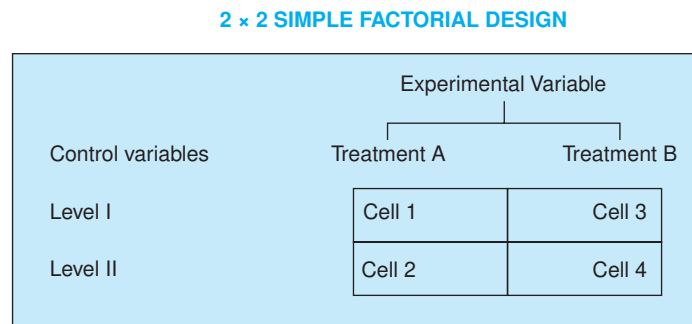 2 × 2 SIMPLE FACTORIAL DESIGN
Experimental Variable
Control variables Treatment A Treatment B
Level I Cell 1 Cell 3
Level II Cell 2 Cell 4